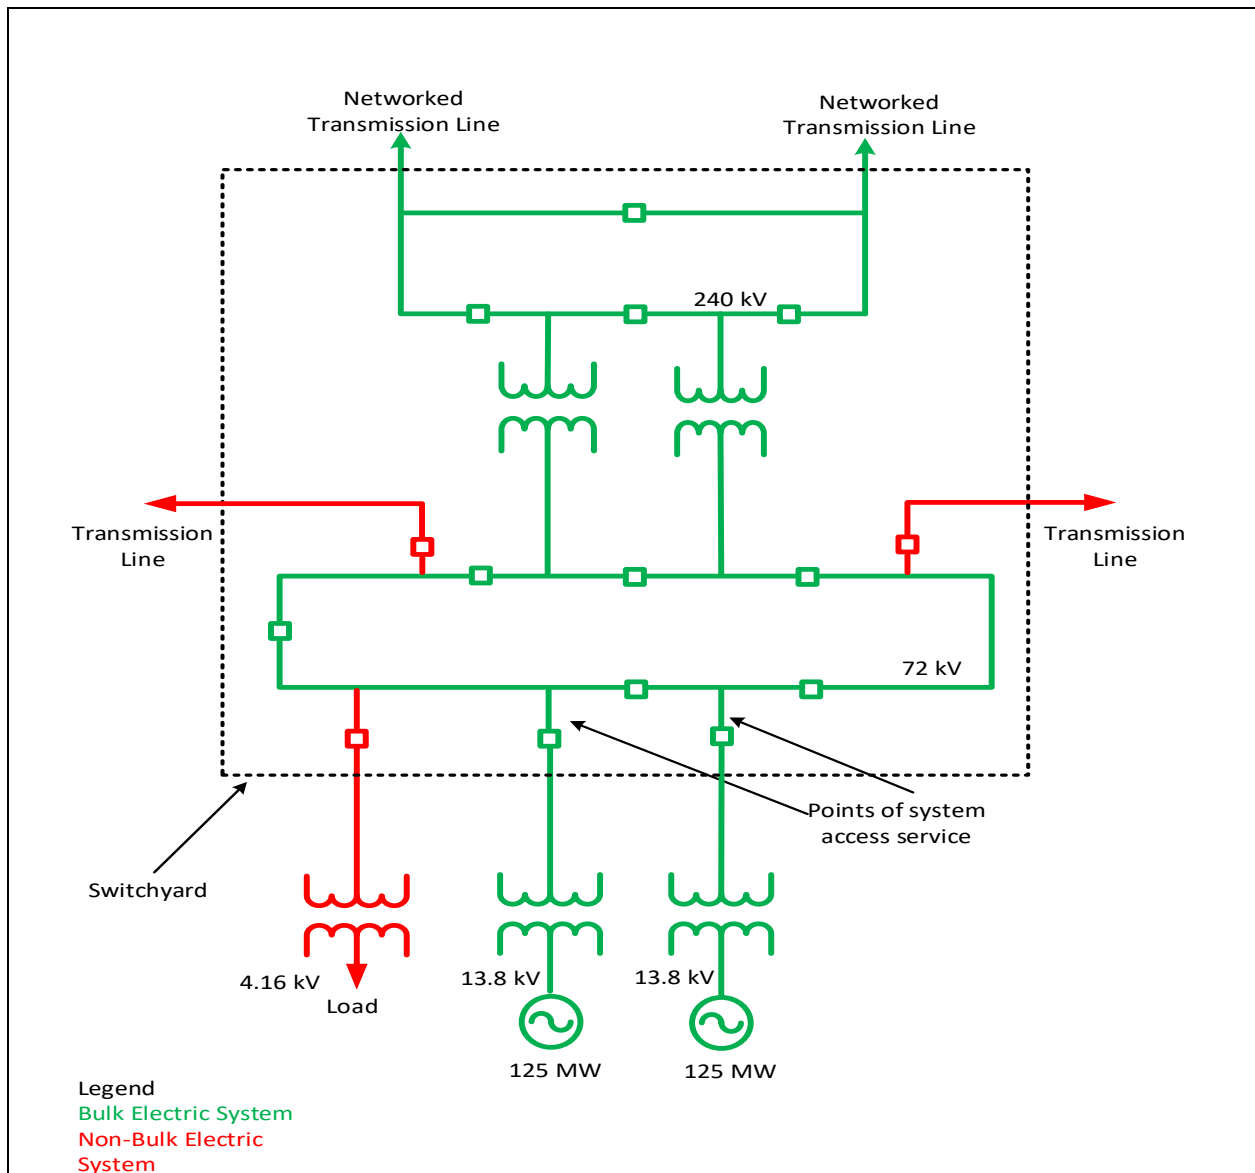 Networked
Transmission Line
Networked
Transmission Line
240 kV
Transmission
Line
Transmission
Line
72 kV
Points of system
access service
Switchyard
4.16 kV
13.8 kV
13.8 kV
Load
125 MW
125 MW
Legend
Bulk Electric System
Non-Bulk Electric
System